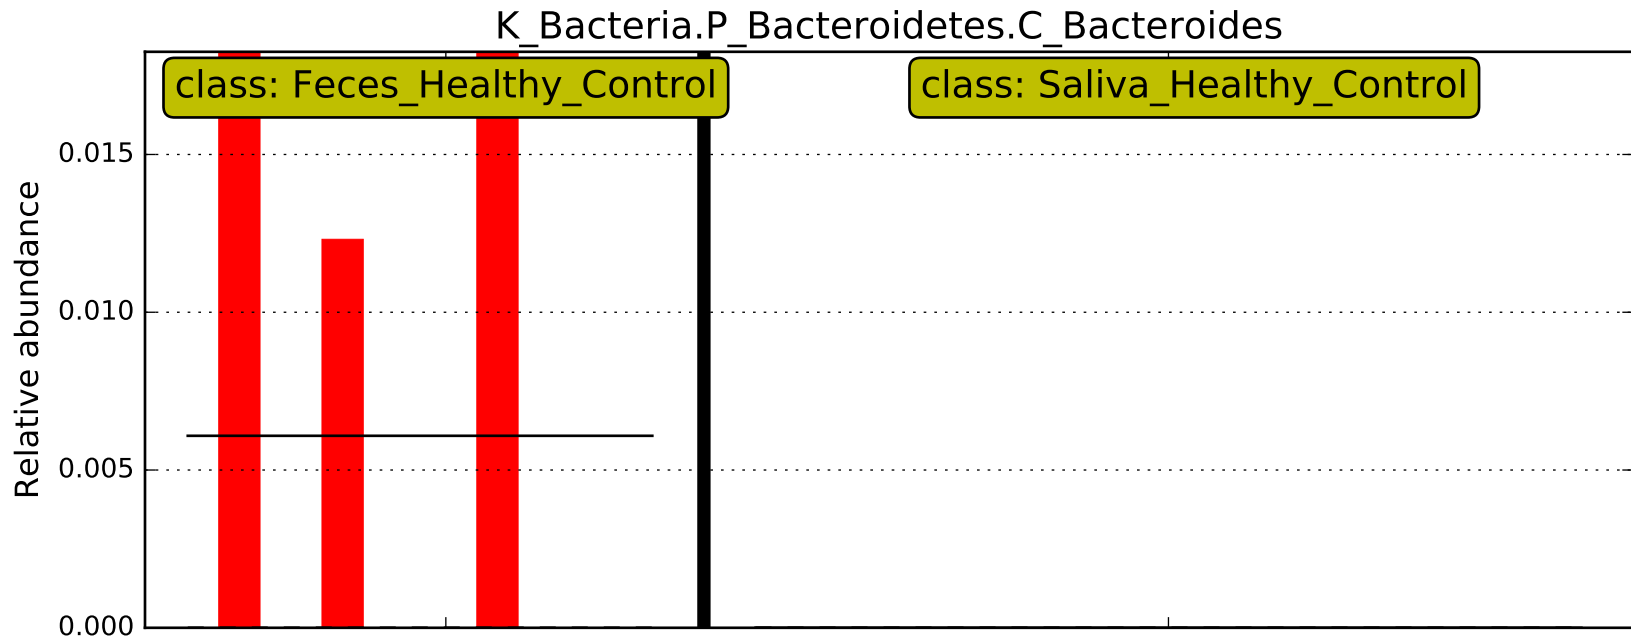 K_Bacteria.P_Bacteroidetes.C_Bacteroides
class: Feces_Healthy_Control
class: Saliva_Healthy_Control
0.015
0.010
0.005
0.000
Relative abundance